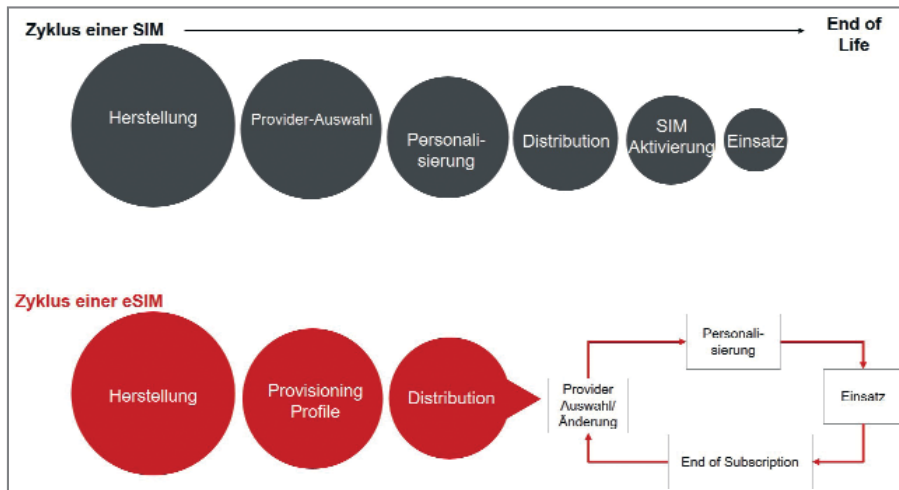 Zyklus einer SIM
End of
Life
Herstellung
Provider-Auswahl
Personali-
sierung
Distribution
SIM
Aktivierung
Einsatz
Zyklus einer eSIM
Herstellung
Provisioning
Profile
Distribution
Provider
Auswahl/
Änderung
Personali-
sierung
Einsatz
End of Subscription